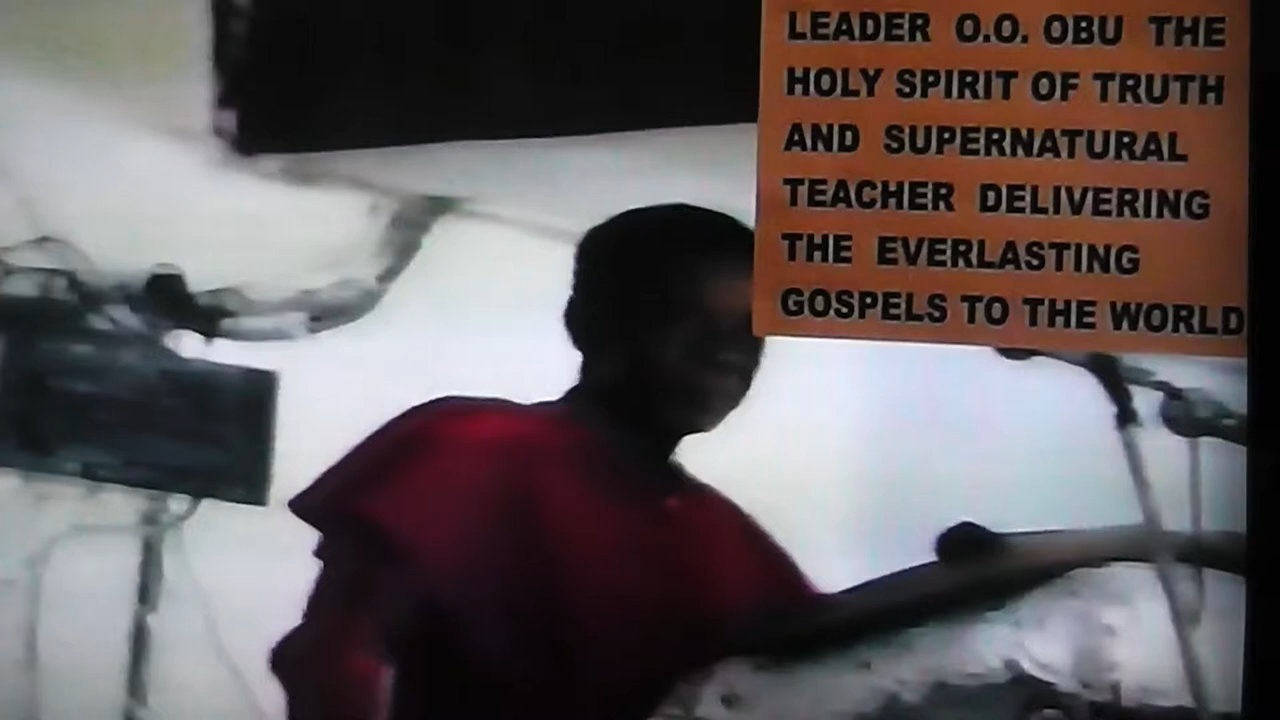 LEADER O.O. OBU THE
HOLY SPIRIT OF TRUTH
AND SUPERNATURAL
TEACHER DELIVERING
THE EVERLASTING
GOSPELS TO THE WORLD